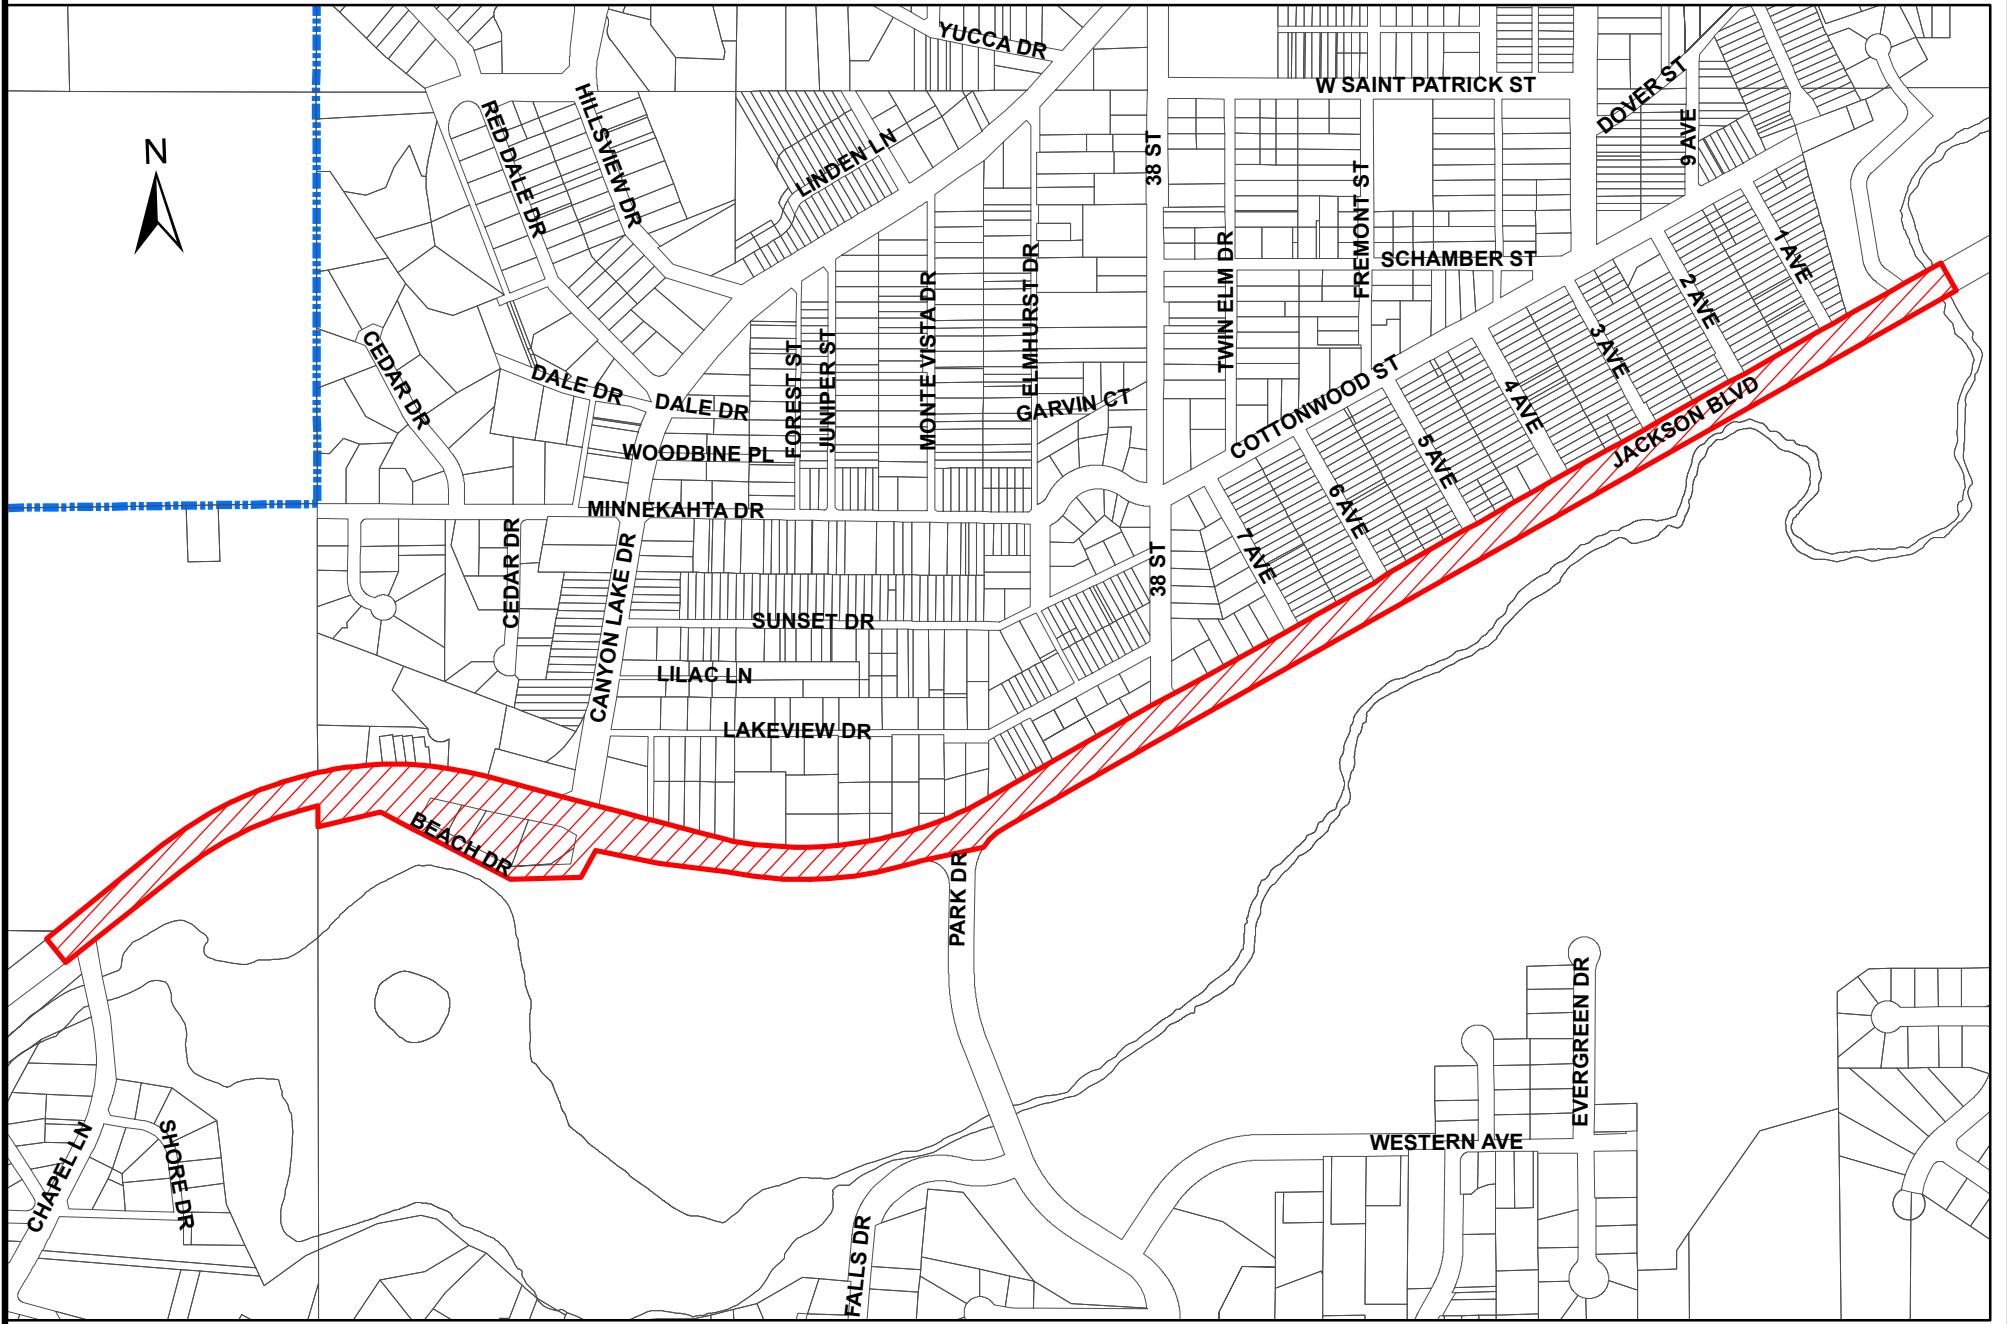 YUCCA DR
W SAINT PATRICK ST
DOVER ST
9 AVE
N
RED DALE DR
HILLSVIEW DR
LINDEN LN
38 ST
FREMONT ST
SCHAMBER ST
1 AVE
2 AVE
TWIN ELM DR
ELMHURST DR
MONTE VISTA DR
JUNIPER ST
FOREST ST
CEDAR DR
DALE DR
DALE DR
GARVIN CT
COTTONWOOD ST
3 AVE
4 AVE
JACKSON BLVD
5 AVE
6 AVE
7 AVE
WOODBINE PL
MINNEKAHTA DR
CEDAR DR
CANYON LAKE DR
38 ST
SUNSET DR
LILAC LN
LAKEVIEW DR
BEACH DR
PARK DR
EVERGREEN DR
WESTERN AVE
CHAPEL LN
SHORE DR
FALLS DR